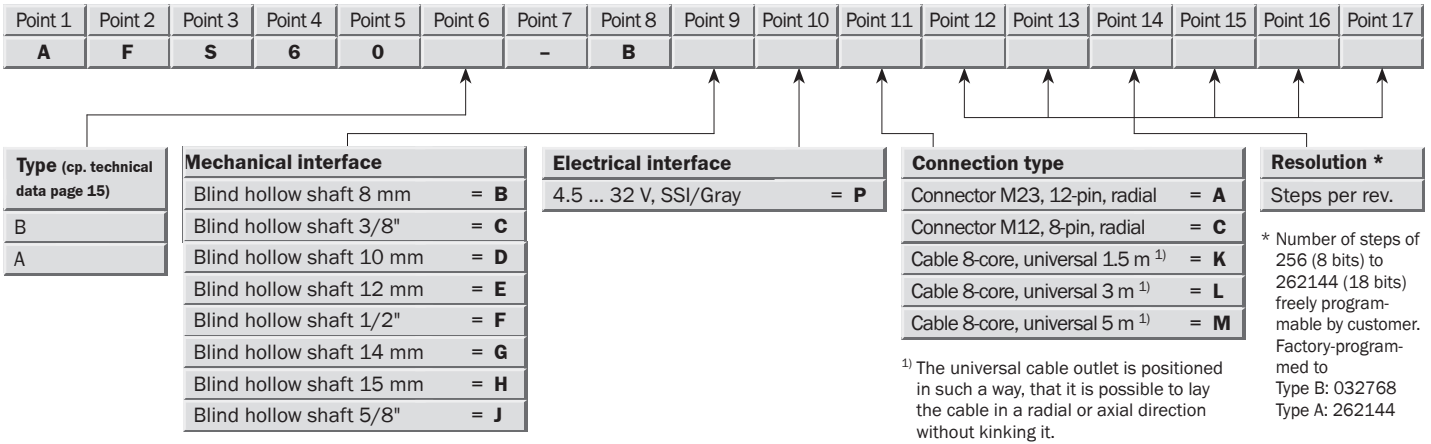 Point 1 Point 2 Point 3 Point 4 Point 5 Point 6 Point 7 Point 8 Point 9 Point 10 Point 11 Point 12 Point 13 Point 14 Point 15 Point 16 Point 17
A F S 6 0 – B
Type (cp. technical
data page 15)
B
A
Mechanical interface
Blind hollow shaft 8 mm = B
Blind hollow shaft 3/8" = C
Blind hollow shaft 10 mm = D
Blind hollow shaft 12 mm = E
Blind hollow shaft 1/2" = F
Blind hollow shaft 14 mm = G
Blind hollow shaft 15 mm = H
Blind hollow shaft 5/8" = J
Electrical interface
4.5 ... 32 V, SSI/Gray = P
Connection type
Connector M23, 12-pin, radial = A
Connector M12, 8-pin, radial = C
Cable 8-core, universal 1.5 m 1) = K
Cable 8-core, universal 3 m 1) = L
Cable 8-core, universal 5 m 1) = M
1) The universal cable outlet is positioned
in such a way, that it is possible to lay
the cable in a radial or axial direction
without kinking it.
Resolution *
Steps per rev.
* Number of steps of
256 (8 bits) to
262144 (18 bits)
freely program-
mable by customer.
Factory-program-
med to
Type B: 032768
Type A: 262144